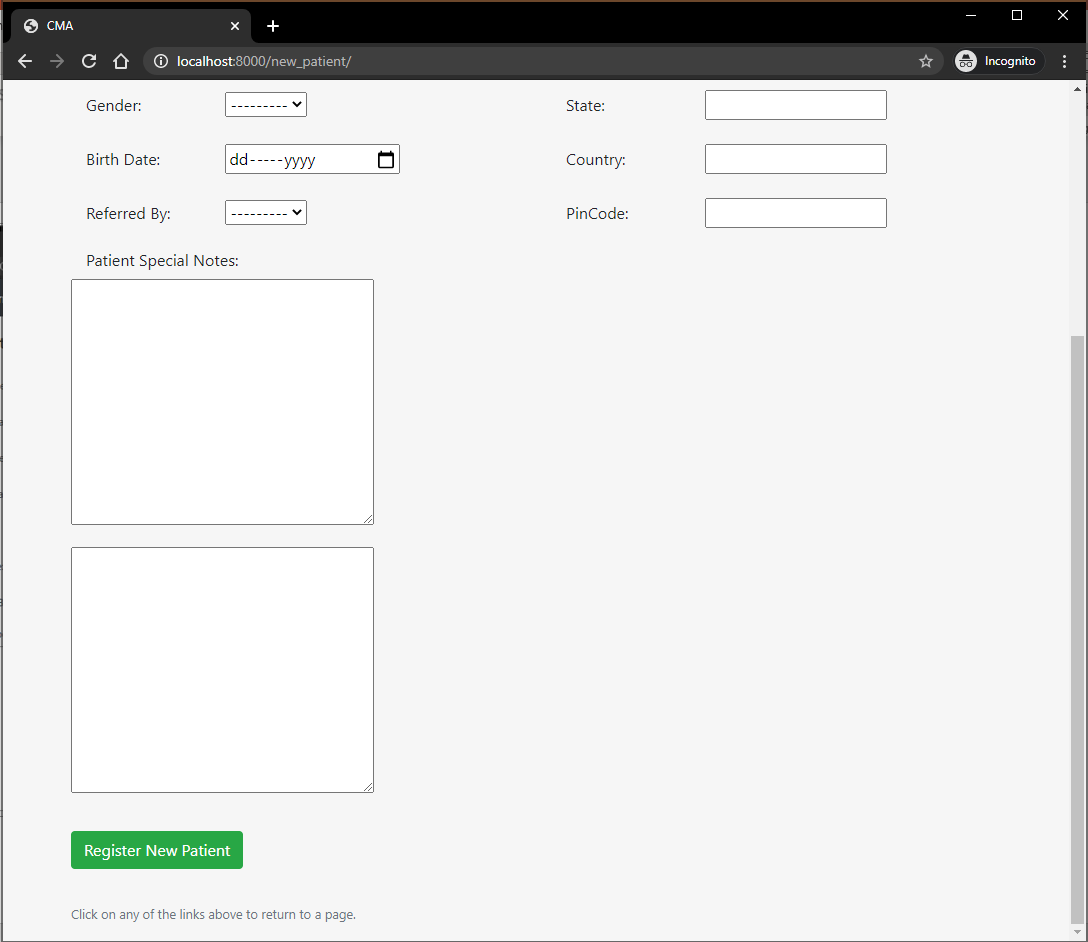 CMA
localhost:8000/new_patient/
Incognito
Gender: --------- State:
Birth Date: dd-----yyyy Country:
Referred By: --------- PinCode:
Patient Special Notes:
Register New Patient
Click on any of the links above to return to a page.